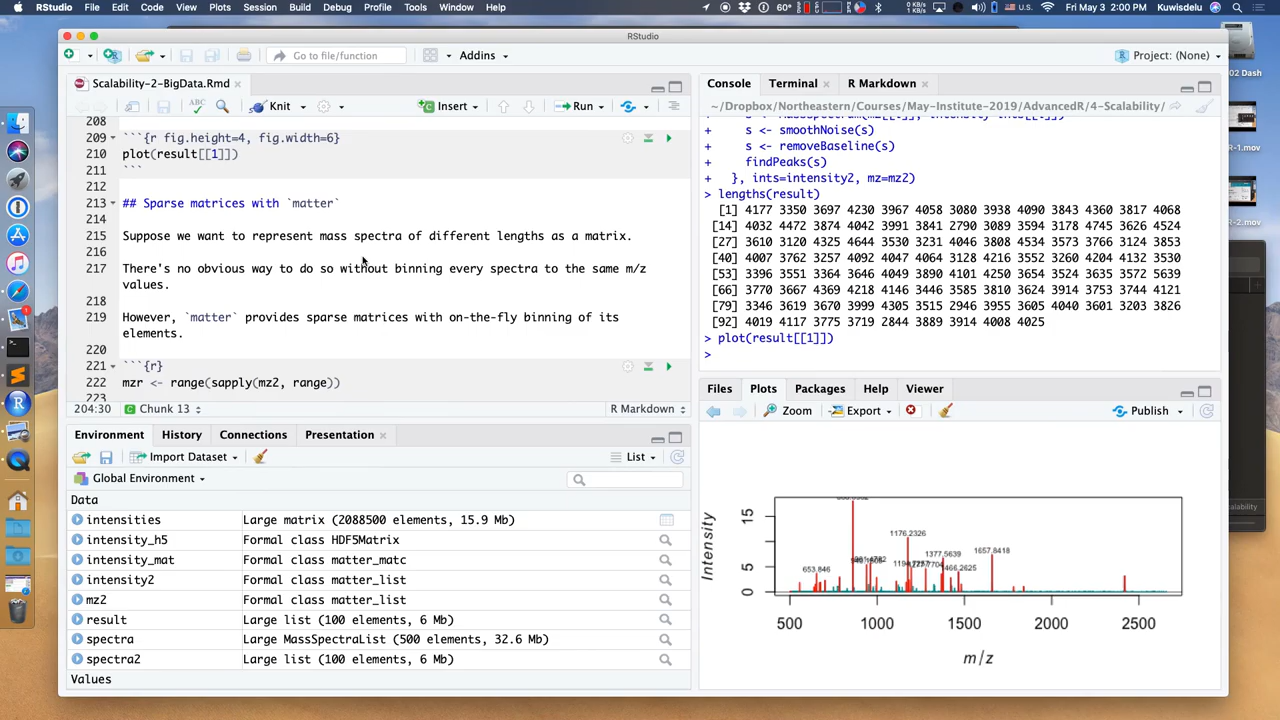 RStudio File Edit Code View Plots Session Build Debug Profile Tools Window Help 60° US Fri May 3 2:00 PM Kuwisdelu
RStudio
Go to file/function Addins Project: (None)
Scalability-2-BigData.Rmd
ABC Knit Insert Run
208
209 ```{r fig.height=4, fig.width=6}
210 plot(result[[1]])
211 ```
212
213 ## Sparse matrices with `matter`
214
215 Suppose we want to represent mass spectra of different lengths as a matrix.
216
217 There's no obvious way to do so without binning every spectra to the same m/z
values.
218
219 However, `matter` provides sparse matrices with on-the-fly binning of its
elements.
220
221 ```{r}
222 mzr <- range(sapply(mz2, range))
223
204:30 Chunk 13 R Markdown
Environment History Connections Presentation
Import Dataset List
Global Environment
Data
intensities Large matrix (2088500 elements, 15.9 Mb)
intensity_h5 Formal class HDF5Matrix
intensity_mat Formal class matter_matc
intensity2 Formal class matter_list
mz2 Formal class matter_list
result Large list (100 elements, 6 Mb)
spectra Large MassSpectraList (500 elements, 32.6 Mb)
spectra2 Large list (100 elements, 6 Mb)
Values
Console Terminal R Markdown
~/Dropbox/Northeastern/Courses/May-Institute-2019/AdvancedR/4-Scalability/
+ s <- smoothNoise(s)
+ s <- removeBaseline(s)
+ findPeaks(s)
+ }, ints=intensity2, mz=mz2)
> lengths(result)
[1] 4177 3350 3697 4230 3967 4058 3080 3938 4090 3843 4360 3817 4068
[14] 4032 4472 3874 4042 3991 3841 2790 3089 3594 3178 4745 3626 4524
[27] 3610 3120 4325 4644 3530 3231 4046 3808 4534 3573 3766 3124 3853
[40] 4007 3762 3257 4092 4047 4064 3128 4216 3552 3260 4204 4132 3530
[53] 3396 3551 3364 3646 4049 3890 4101 4250 3654 3524 3635 3572 5639
[66] 3770 3667 4369 4218 4146 3446 3585 3810 3624 3914 3753 3744 4121
[79] 3346 3619 3670 3999 4305 3515 2946 3955 3605 4040 3601 3203 3826
[92] 4019 4117 3775 3719 2844 3889 3914 4008 4025
> plot(result[[1]])
>
Files Plots Packages Help Viewer
Zoom Export Publish
Intensity
15
5
0
1176.2326
1377.5639
1657.8418
653.846
500 1000 1500 2000 2500
m/z
02 Dash
R-1.mov
R-2.mov